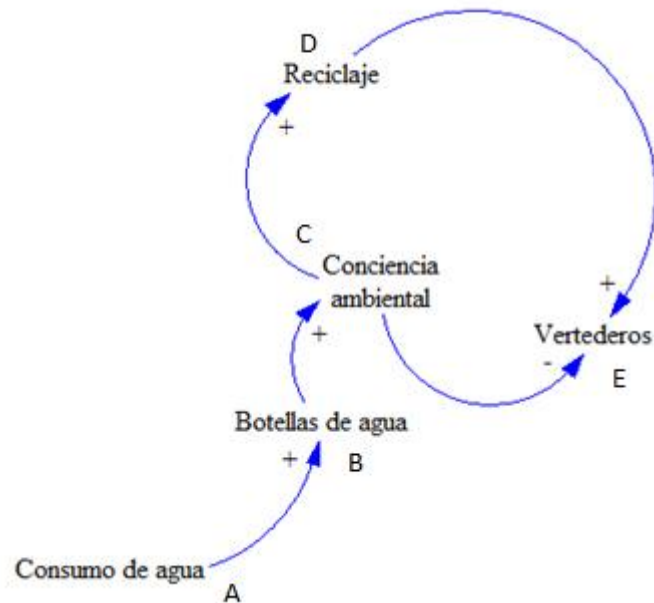 D
Reciclaje
+
C
Conciencia
ambiental
+
+
Vertederos
-
E
Botellas de agua
+
B
Consumo de agua
A